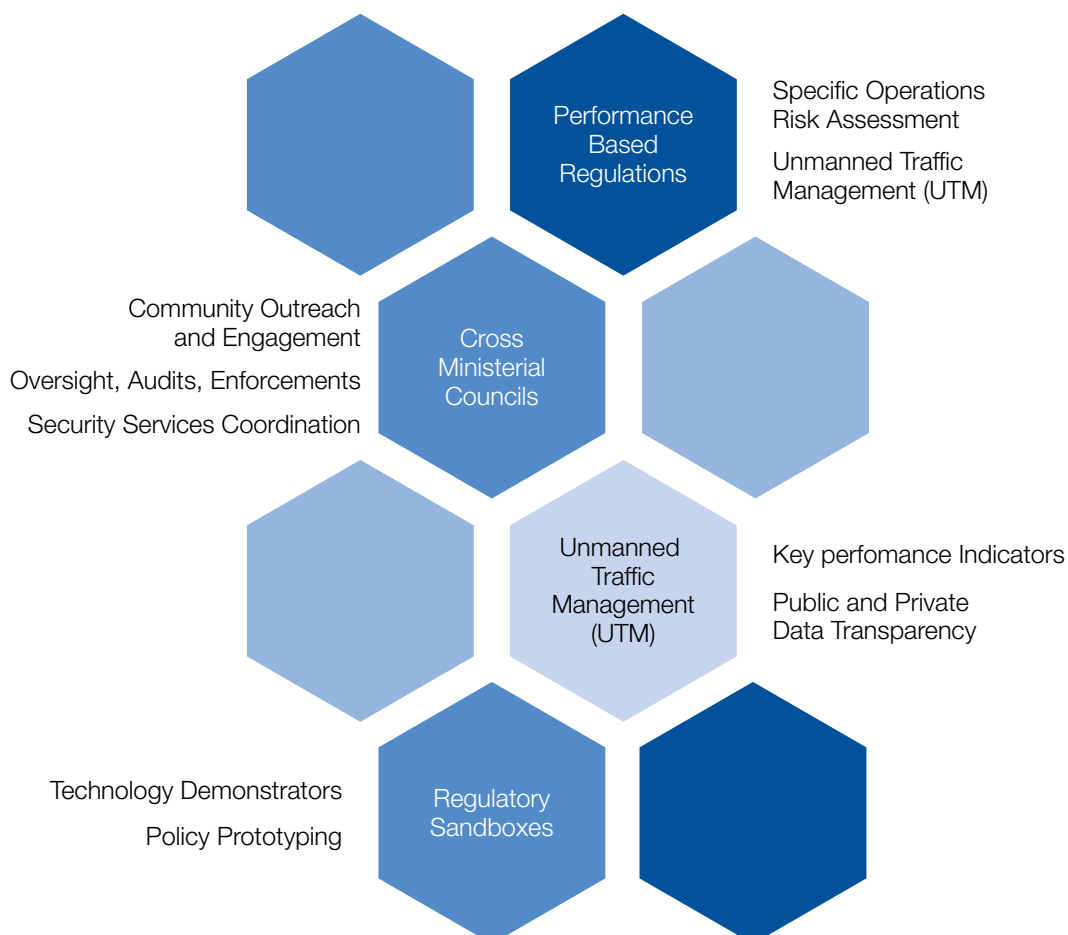 Performance
Based
Regulations
Specific Operations
Risk Assessment
Unmanned Traffic
Management (UTM)
Community Outreach
and Engagement
Oversight, Audits, Enforcements
Security Services Coordination
Cross
Ministerial
Councils
Unmanned
Traffic
Management
(UTM)
Key perfomance Indicators
Public and Private
Data Transparency
Technology Demonstrators
Policy Prototyping
Regulatory
Sandboxes